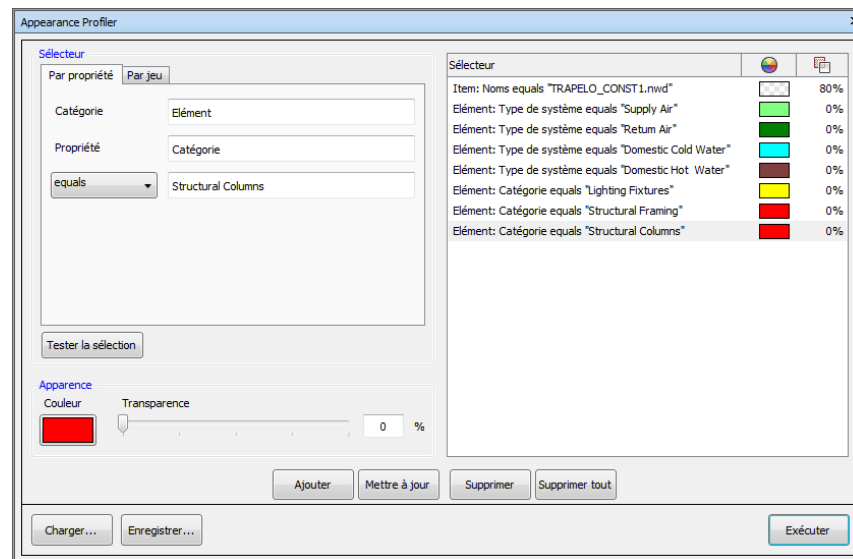 Appearance Profiler
Sélecteur
Par propriété
Par jeu
Catégorie
Elément
Propriété
Catégorie
equals
Structural Columns
Tester la sélection
Apparence
Couleur
Transparence
0 %
Sélecteur
Item: Noms equals "TRAPELO_CONST1.nwd" 80%
Elément: Type de système equals "Supply Air" 0%
Elément: Type de système equals "Retum Air" 0%
Elément: Type de système equals "Domestic Cold Water" 0%
Elément: Type de système equals "Domestic Hot Water" 0%
Elément: Catégorie equals "Lighting Fixtures" 0%
Elément: Catégorie equals "Structural Framing" 0%
Elément: Catégorie equals "Structural Columns" 0%
Ajouter
Mettre à jour
Supprimer
Supprimer tout
Charger...
Enregistrer...
Exécuter